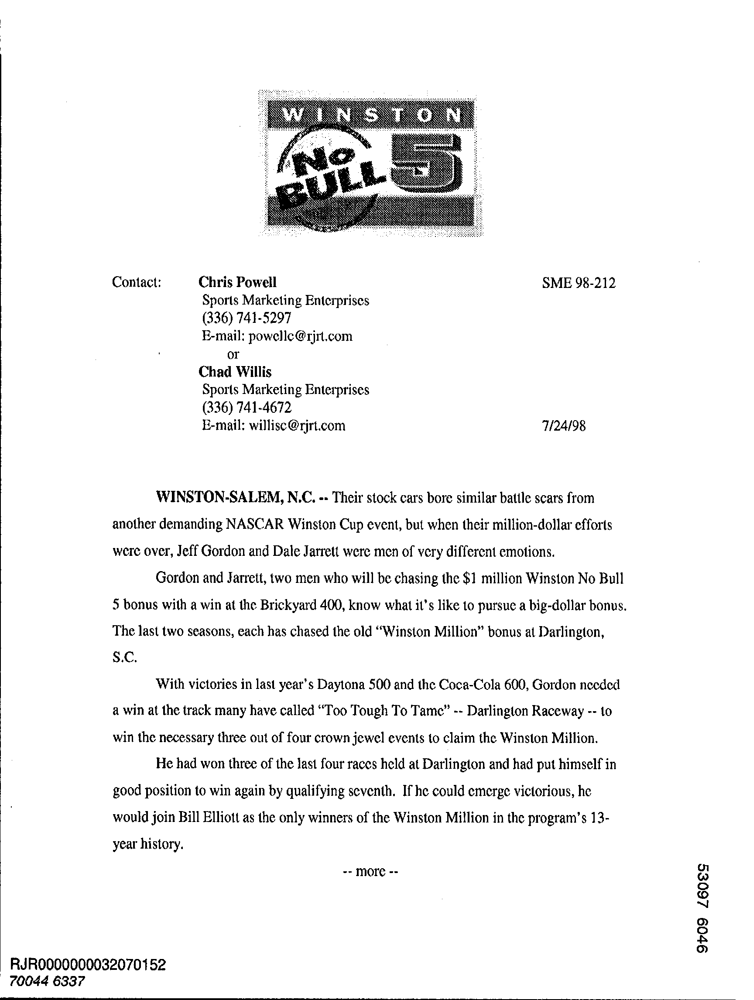 WINSTON
No
BULL
5
Contact: Chris Powell SME 98-212
Sports Marketing Enterprises
(336) 741-5297
E-mail: powellc@rjrt.com
or
Chad Willis
Sports Marketing Enterprises
(336) 741-4672
E-mail: willisc@rjrt.com 7/24/98
WINSTON-SALEM, N.C. -- Their stock cars bore similar battle scars from
another demanding NASCAR Winston Cup event, but when their million-dollar efforts
were over, Jeff Gordon and Dale Jarrett were men of very different emotions.
Gordon and Jarrett, two men who will be chasing the $1 million Winston No Bull
5 bonus with a win at the Brickyard 400, know what it's like to pursue a big-dollar bonus.
The last two seasons, each has chased the old "Winston Million" bonus at Darlington,
S.C.
With victories in last year's Daytona 500 and the Coca-Cola 600, Gordon needed
a win at the track many have called "Too Tough To Tame" -- Darlington Raceway -- to
win the necessary three out of four crown jewel events to claim the Winston Million.
He had won three of the last four races held at Darlington and had put himself in
good position to win again by qualifying seventh. If he could emerge victorious, he
would join Bill Elliott as the only winners of the Winston Million in the program's 13-
year history.
-- more --
53097 6046
RJR0000000032070152
70044 6337